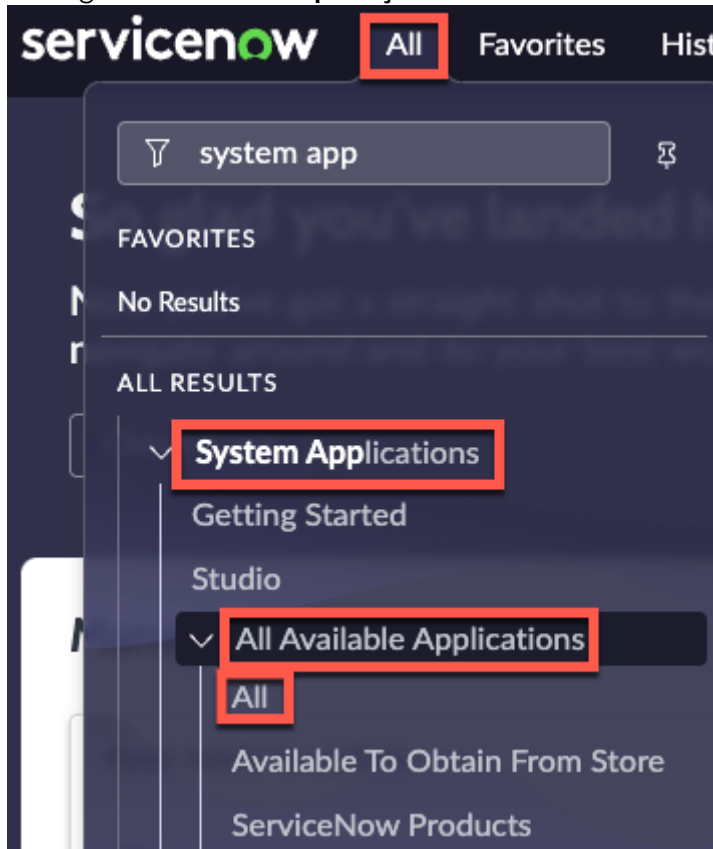 servicenow All Favorites Hist
system app
FAVORITES
No Results
ALL RESULTS
System Applications
Getting Started
Studio
All Available Applications
All
Available To Obtain From Store
ServiceNow Products